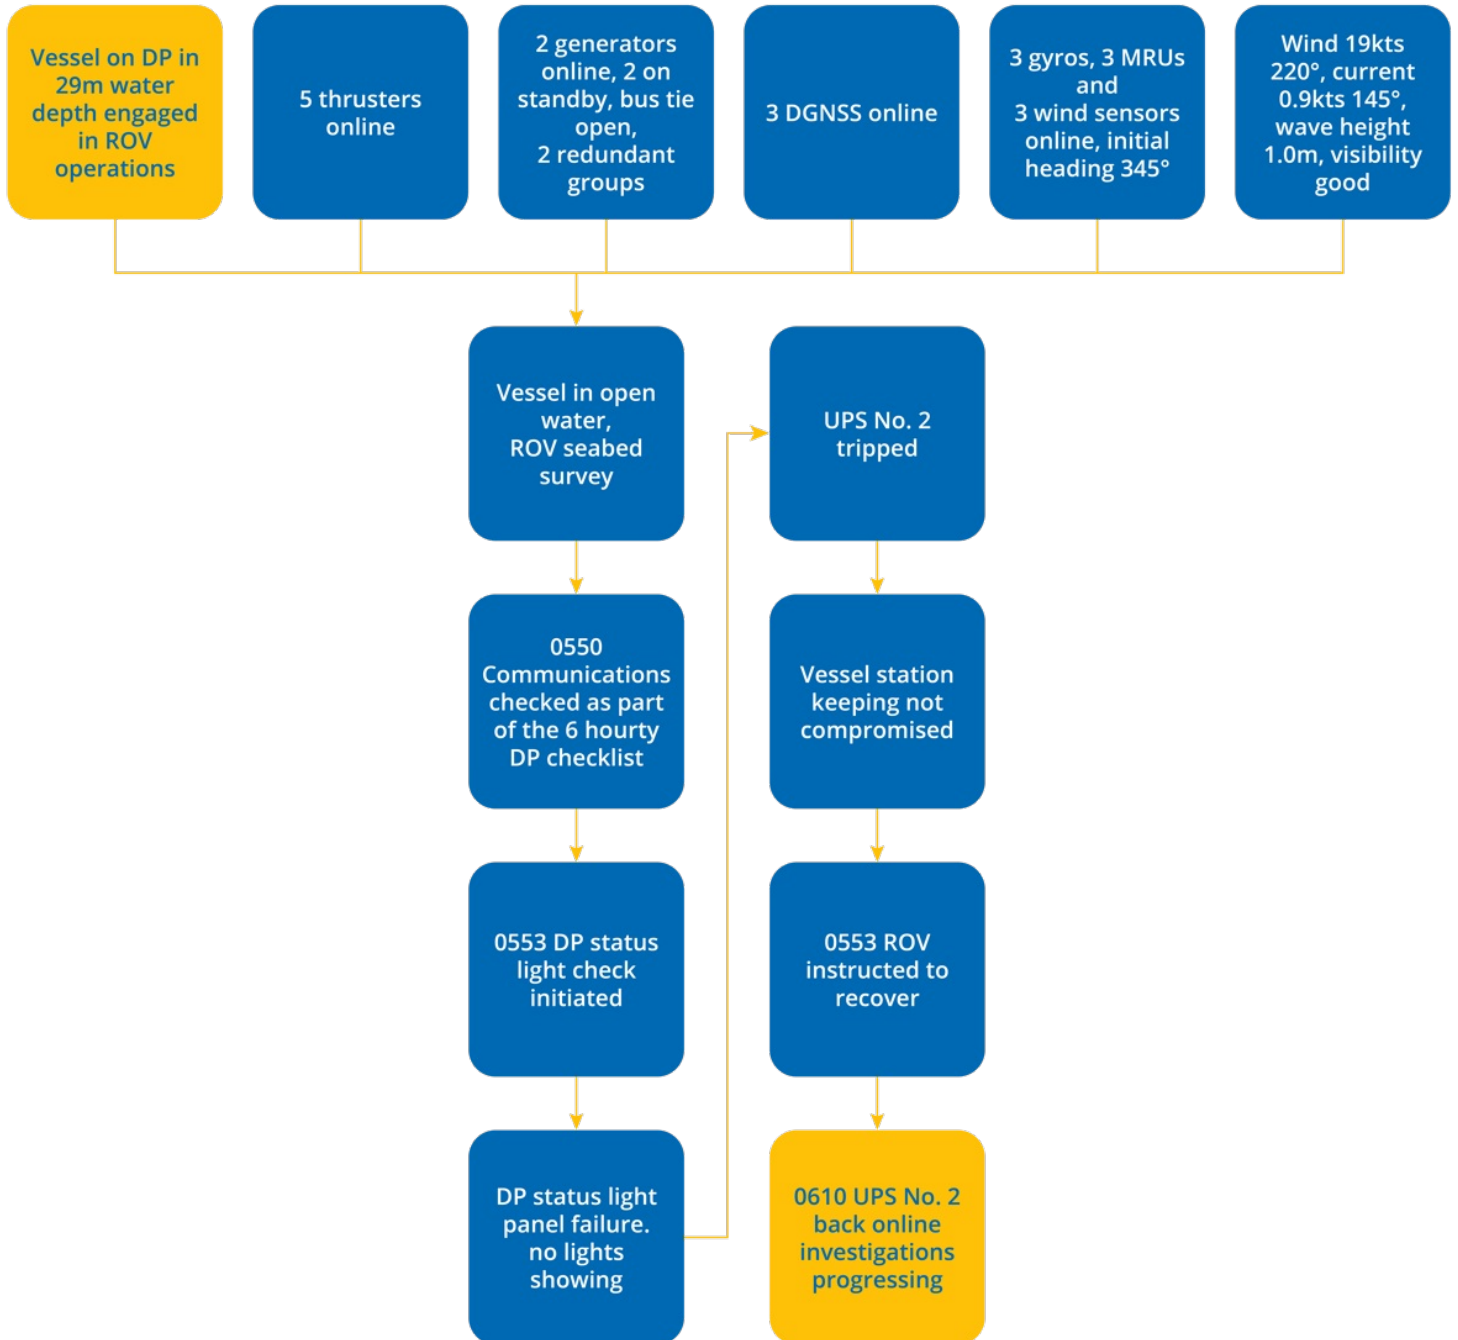 Vessel on DP in
29m water
depth engaged
in ROV
operations
5 thrusters
online
2 generators
online, 2 on
standby, bus tie
open,
2 redundant
groups
3 DGNSS online
3 gyros, 3 MRUs
and
3 wind sensors
online, initial
heading 345°
Wind 19kts
220°, current
0.9kts 145°,
wave height
1.0m, visibility
good
Vessel in open
water,
ROV seabed
survey
0550
Communications
checked as part
of the 6 hourty
DP checklist
0553 DP status
light check
initiated
DP status light
panel failure.
no lights
showing
UPS No. 2
tripped
Vessel station
keeping not
compromised
0553 ROV
instructed to
recover
0610 UPS No. 2
back online
investigations
progressing